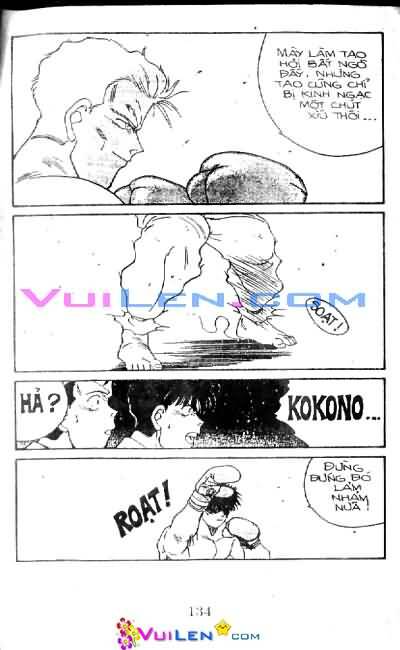 MÀY LÀM TAO
HƠI BẤT NGỜ
ĐẤY, NHƯNG
TAO CŨNG CHỈ
BỊ KINH NGẠC
MỘT CHÚT
XÍU THÔI...
VUILEN.COM
SOẠT!
HẢ?
KOKONO...
ĐỪNG
ĐỨNG ĐÓ
LẢM
NHẢM
NỮA!
ROẠT!
134
VUILEN.COM